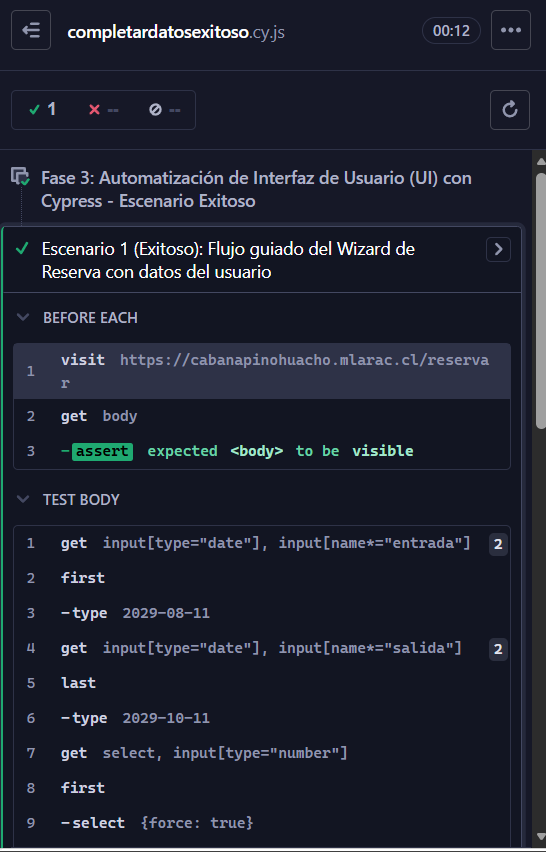 completardatosexitoso.cy.js
00:12
1
--
--
Fase 3: Automatización de Interfaz de Usuario (UI) con
Cypress - Escenario Exitoso
Escenario 1 (Exitoso): Flujo guiado del Wizard de
Reserva con datos del usuario
BEFORE EACH
1 visit https://cabanapinohuacho.mlarac.cl/reserva
r
2 get body
3 -assert expected <body> to be visible
TEST BODY
1 get input[type="date"], input[name*="entrada"] 2
2 first
3 -type 2029-08-11
4 get input[type="date"], input[name*="salida"] 2
5 last
6 -type 2029-10-11
7 get select, input[type="number"]
8 first
9 -select {force: true}